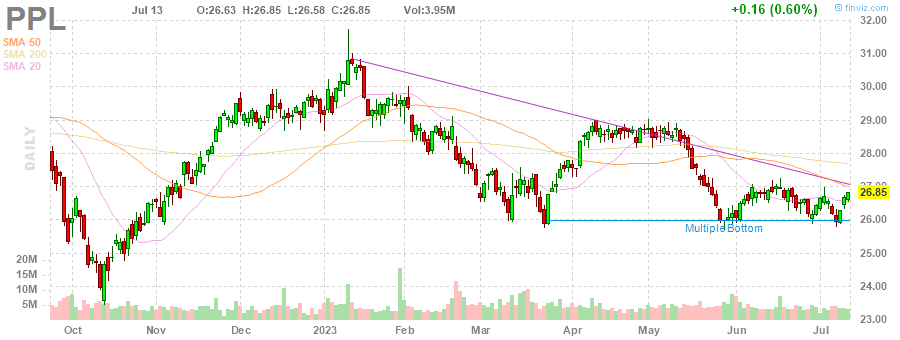 PPL Jul 13 O:26.63 H:26.85 L:26.58 C:26.85 Vol:3.95M +0.16 (0.60%) © finviz.com
SMA 50
SMA 200
SMA 20
DAILY
32.00
31.00
30.00
29.00
28.00
27.00
26.85
26.00
25.00
24.00
23.00
Multiple Bottom
20M
15M
10M
5M
Oct Nov Dec 2023 Feb Mar Apr May Jun Jul